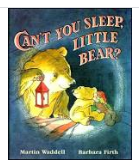 CAN'T YOU SLEEP,
LITTLE
BEAR?
Martin Waddell Barbara Firth